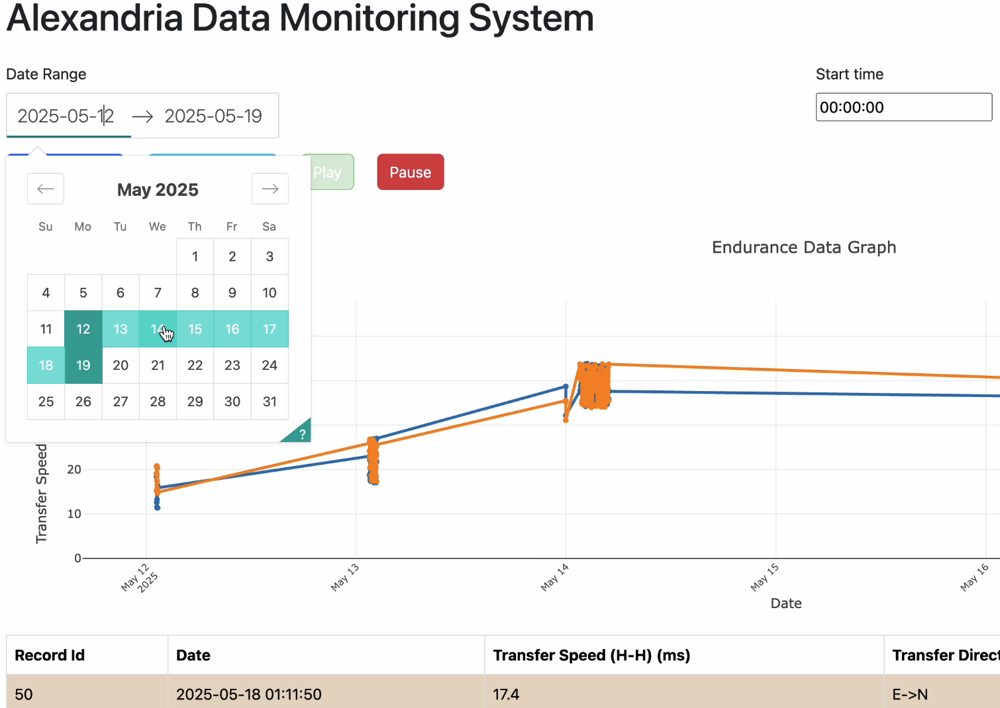 Alexandria Data Monitoring System
Date Range
Start time
2025-05-12 → 2025-05-19
00:00:00
Play
Pause
← May 2025 →
Su Mo Tu We Th Fr Sa
1 2 3
4 5 6 7 8 9 10
11 12 13 14 15 16 17
18 19 20 21 22 23 24
25 26 27 28 29 30 31
?
Endurance Data Graph
Transfer Speed
20
10
0
May 12
2025
May 13
May 14
May 15
May 16
Date
Record Id Date Transfer Speed (H-H) (ms) Transfer Direct
50 2025-05-18 01:11:50 17.4 E->N